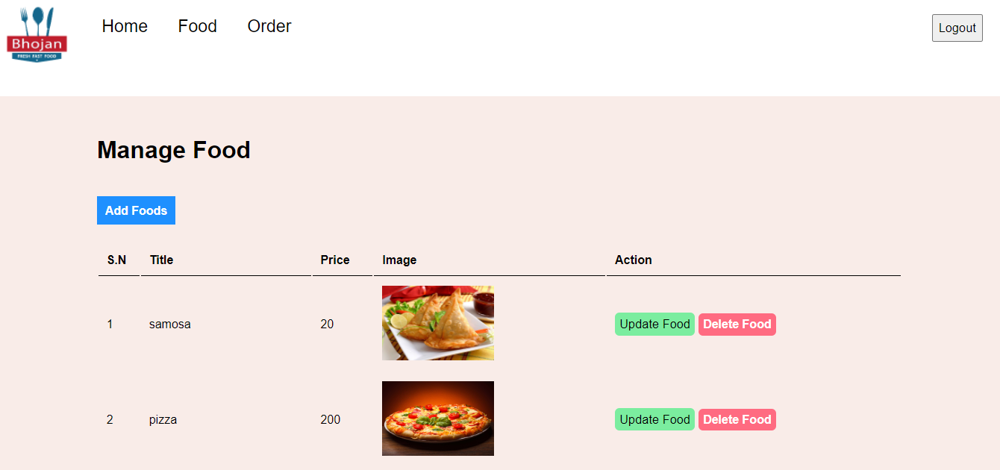 Bhojan
FRESH FAST FOOD
Home Food Order
Logout
Manage Food
Add Foods
S.N Title Price Image Action
1 samosa 20 Update Food Delete Food
2 pizza 200 Update Food Delete Food